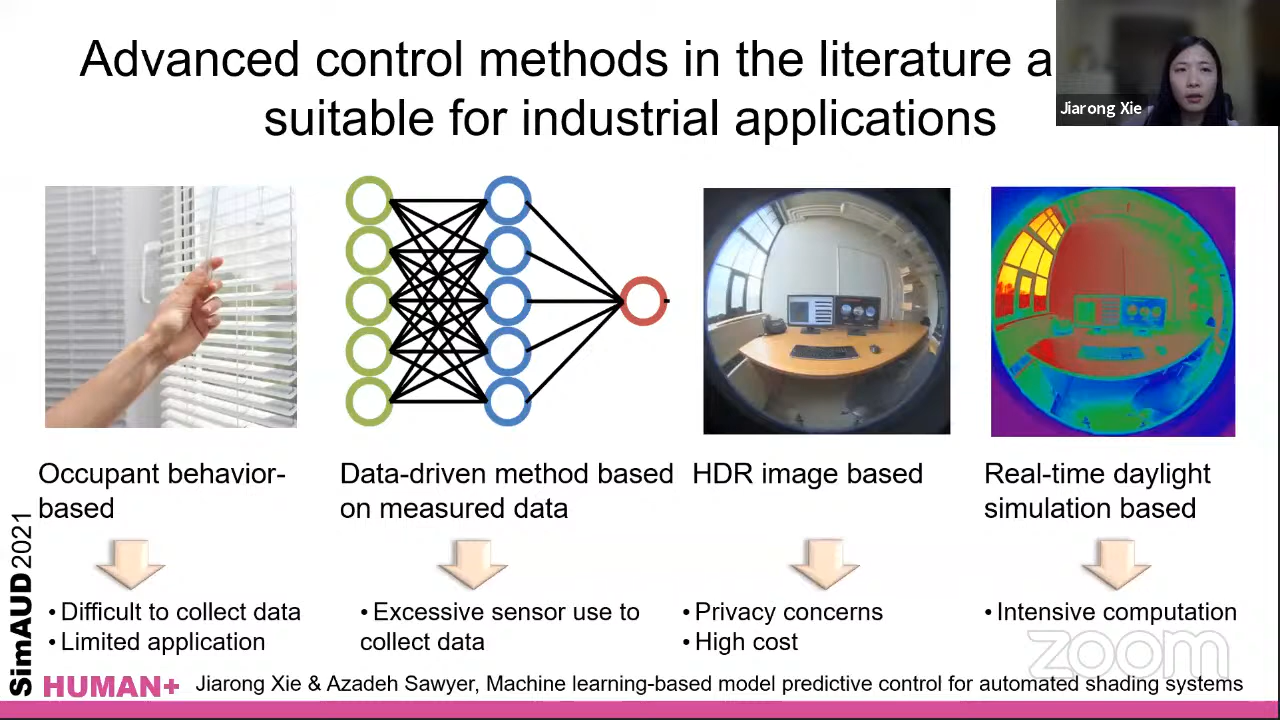 Advanced control methods in the literature a
suitable for industrial applications
Jiarong Xie
Occupant behavior-
based
Data-driven method based
on measured data
HDR image based
Real-time daylight
simulation based
• Difficult to collect data
• Limited application
• Excessive sensor use to
collect data
• Privacy concerns
• High cost
• Intensive computation
zoom
SimAUD2021
HUMAN+
Jiarong Xie & Azadeh Sawyer, Machine learning-based model predictive control for automated shading systems